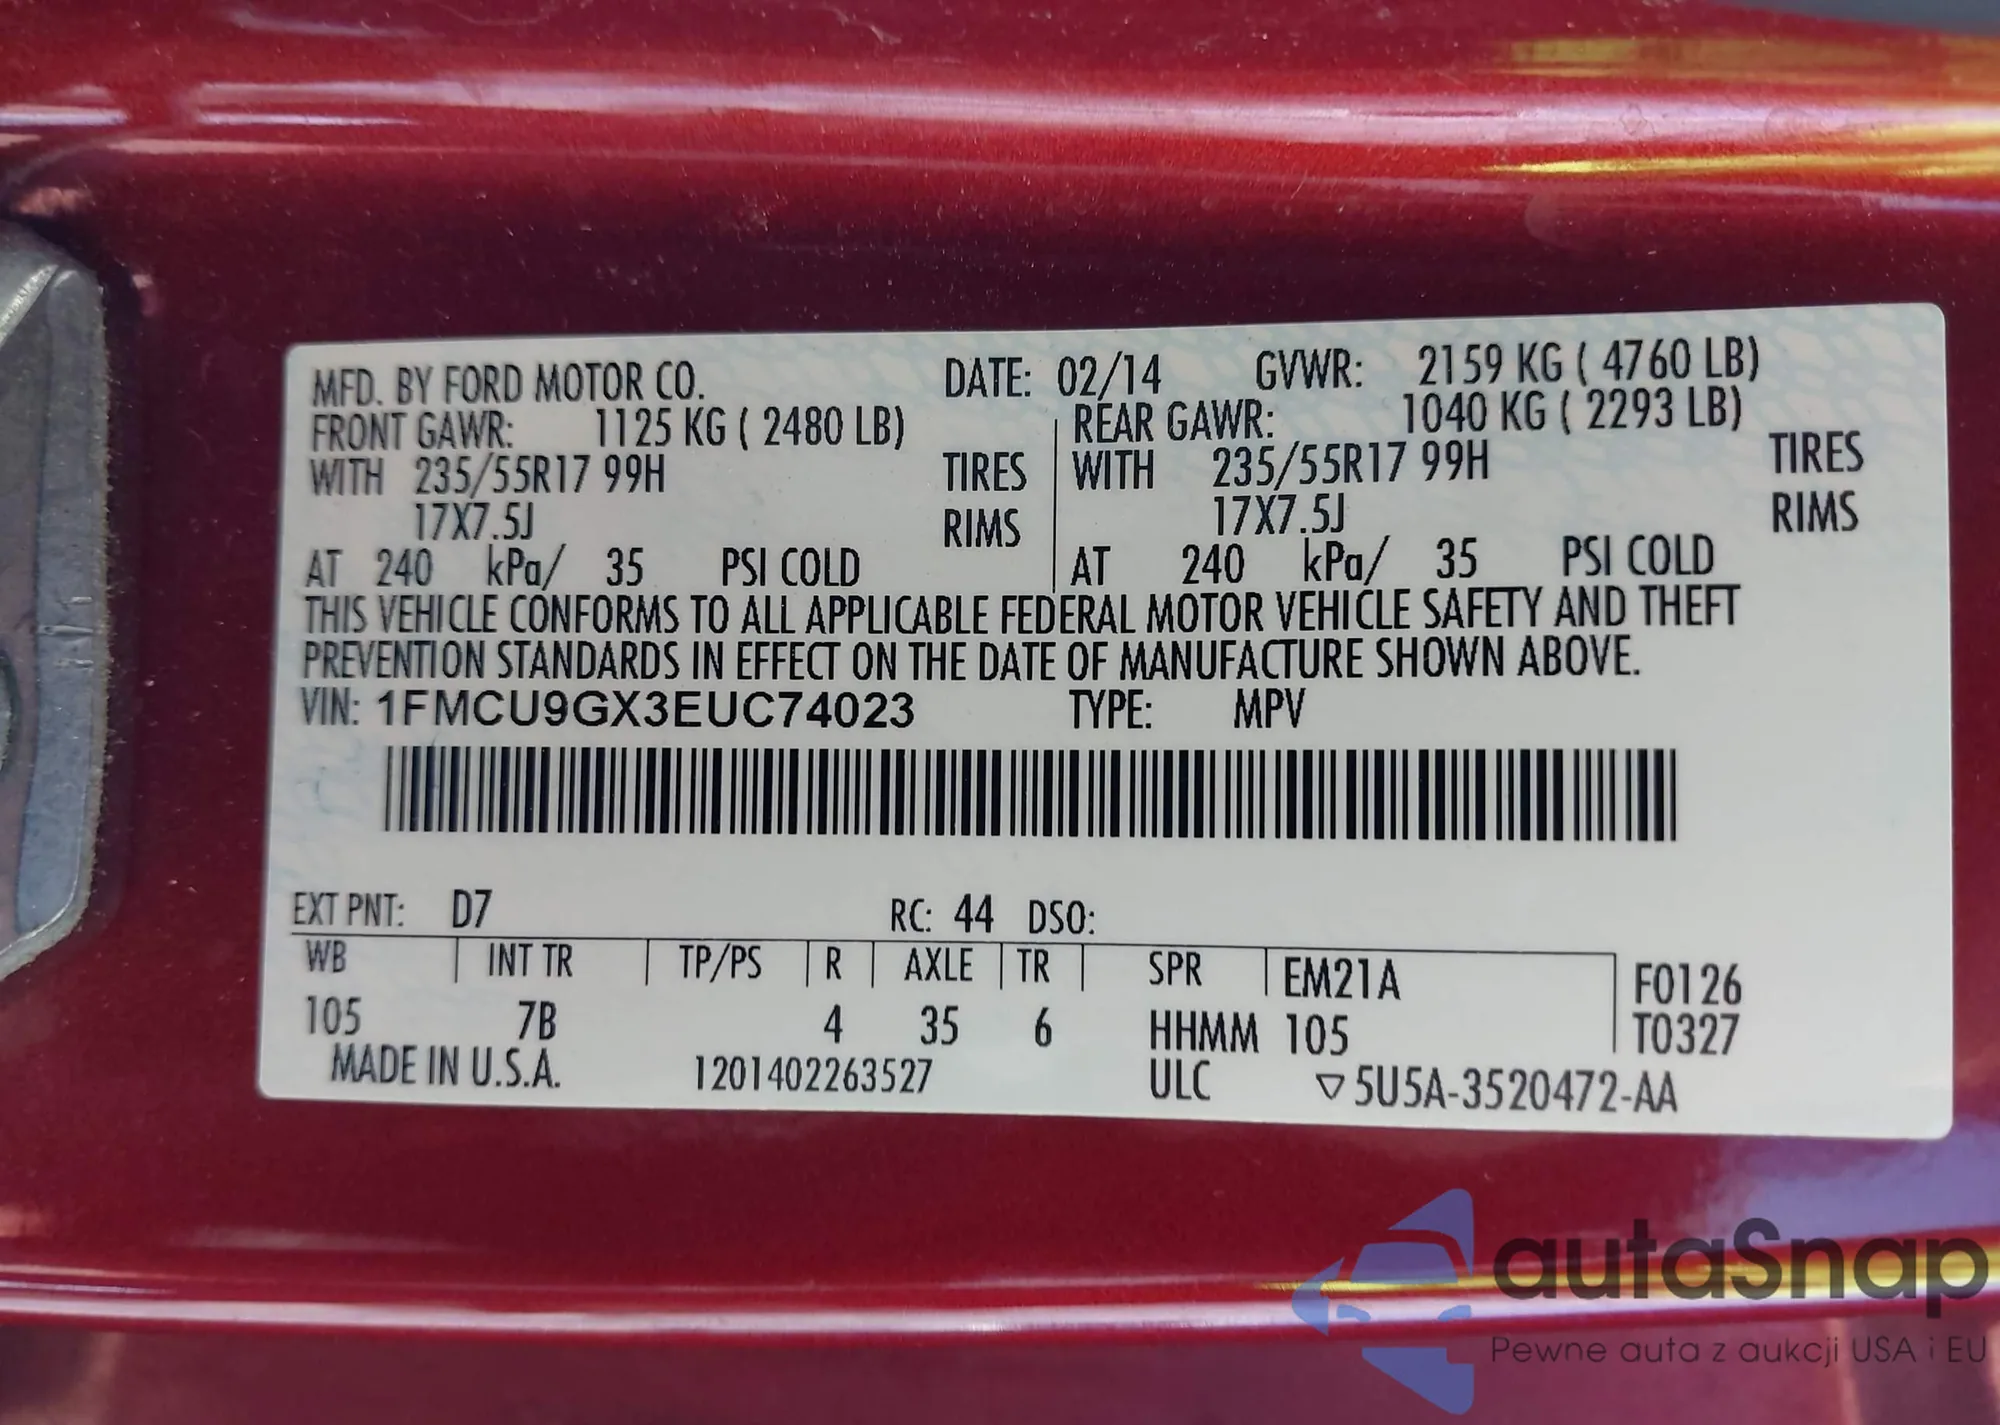 MFD. BY FORD MOTOR CO. DATE: 02/14 GVWR: 2159 KG ( 4760 LB)
FRONT GAWR: 1125 KG ( 2480 LB) REAR GAWR: 1040 KG ( 2293 LB)
WITH 235/55R17 99H TIRES WITH 235/55R17 99H TIRES
17X7.5J RIMS 17X7.5J RIMS
AT 240 kPa/ 35 PSI COLD AT 240 kPa/ 35 PSI COLD
THIS VEHICLE CONFORMS TO ALL APPLICABLE FEDERAL MOTOR VEHICLE SAFETY AND THEFT
PREVENTION STANDARDS IN EFFECT ON THE DATE OF MANUFACTURE SHOWN ABOVE.
VIN: 1FMCU9GX3EUC74023 TYPE: MPV
EXT PNT: D7 RC: 44 DSO:
WB INT TR TP/PS R AXLE TR SPR EM21A F0126
105 7B 4 35 6 HHMM 105 T0327
MADE IN U.S.A. 1201402263527 ULC ▽5U5A-3520472-AA
autaSnap
Pewne auta z aukcji USA i EU